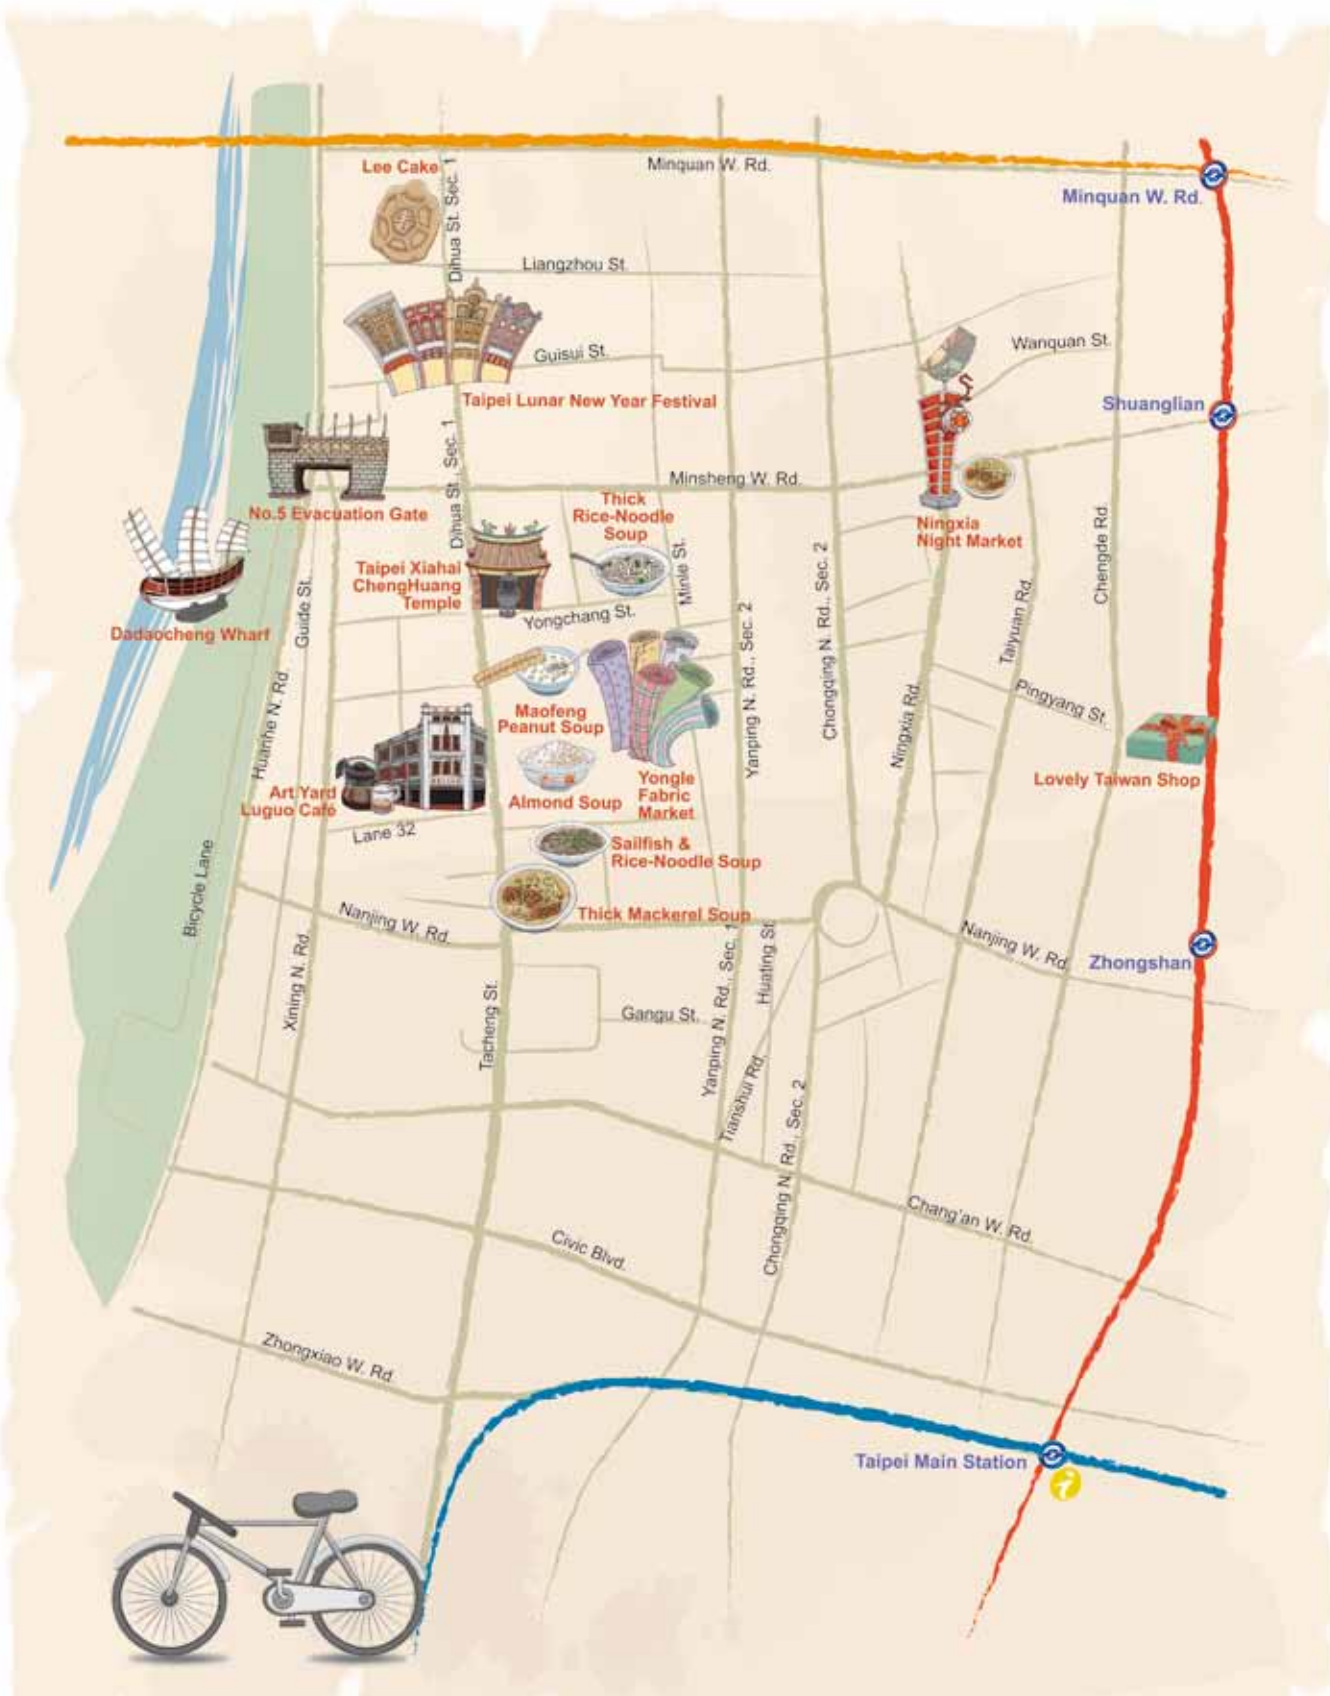 Lee Cake
Dihua St. Sec. 1
Minquan W. Rd.
Minquan W. Rd.
Liangzhou St.
Guisui St.
Wanquan St.
Taipei Lunar New Year Festival
Shuanglian
Dihua St., Sec. 1
Minsheng W. Rd.
No.5 Evacuation Gate
Thick
Rice-Noodle
Soup
Ningxia
Night Market
Chengde Rd.
Taipei Xiahai
ChengHuang
Temple
Minle St.
Yongchang St.
Dadaocheng Wharf
Guide St.
Yanping N. Rd., Sec. 2
Chongqing N. Rd., Sec. 2
Taiyuan Rd.
Huanhe N. Rd.
Maofeng
Peanut Soup
Ningxia Rd.
Pingyang St.
Lovely Taiwan Shop
Art Yard
Luguo Café
Almond Soup
Yongle
Fabric
Market
Lane 32
Sailfish &
Rice-Noodle Soup
Bicycle Lane
Nanjing W. Rd.
Thick Mackerel Soup
Nanjing W. Rd.
Zhongshan
Xining N. Rd.
Tacheng St.
Gangu St.
Yanping N. Rd., Sec. 1
Huating St.
Tianshui Rd.
Chongqing N. Rd., Sec. 2
Chang'an W. Rd.
Civic Blvd.
Zhongxiao W. Rd.
Taipei Main Station
i